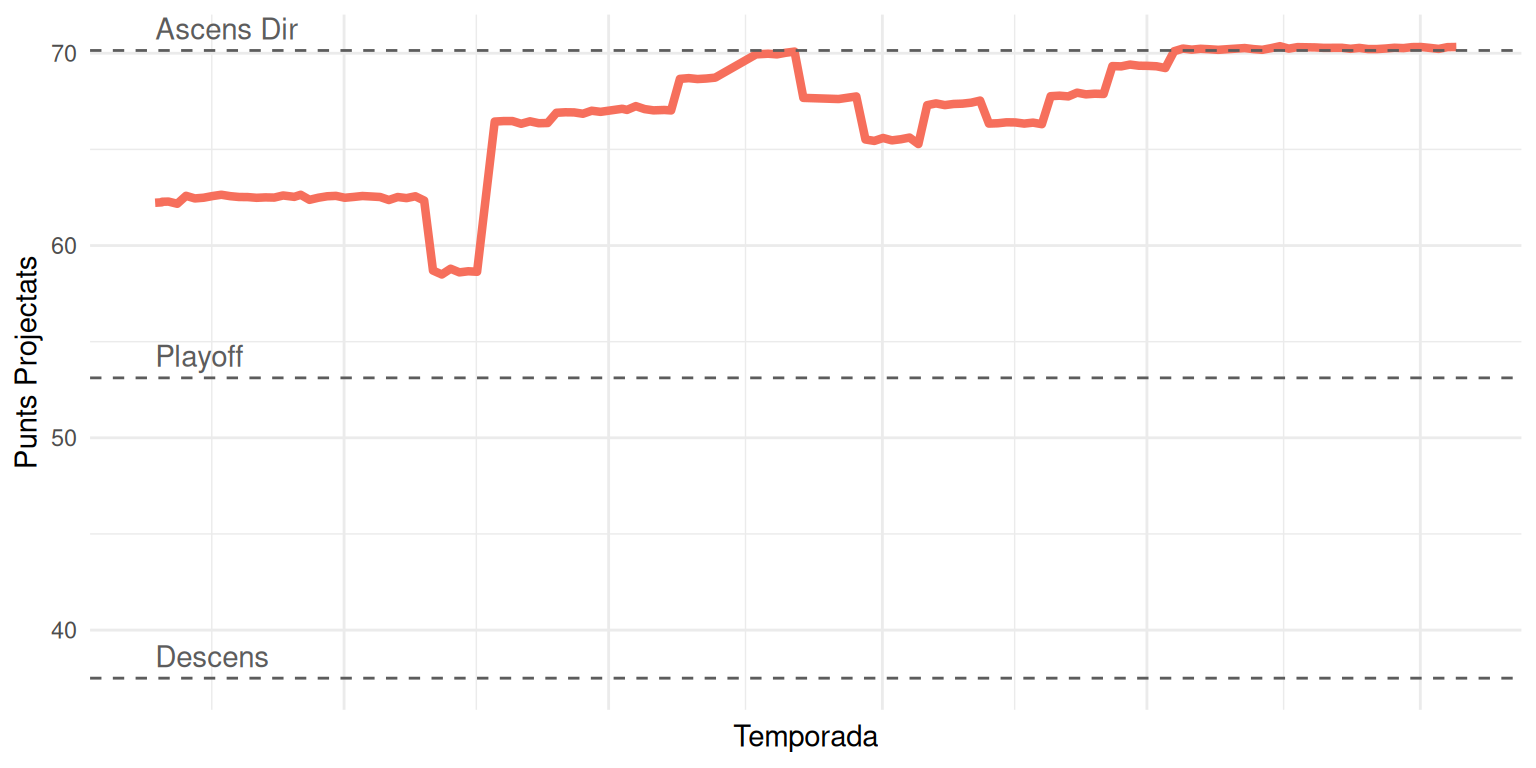 Ascens Dir
70
60
Playoff
50
40
Descens
Punts Projectats
Temporada